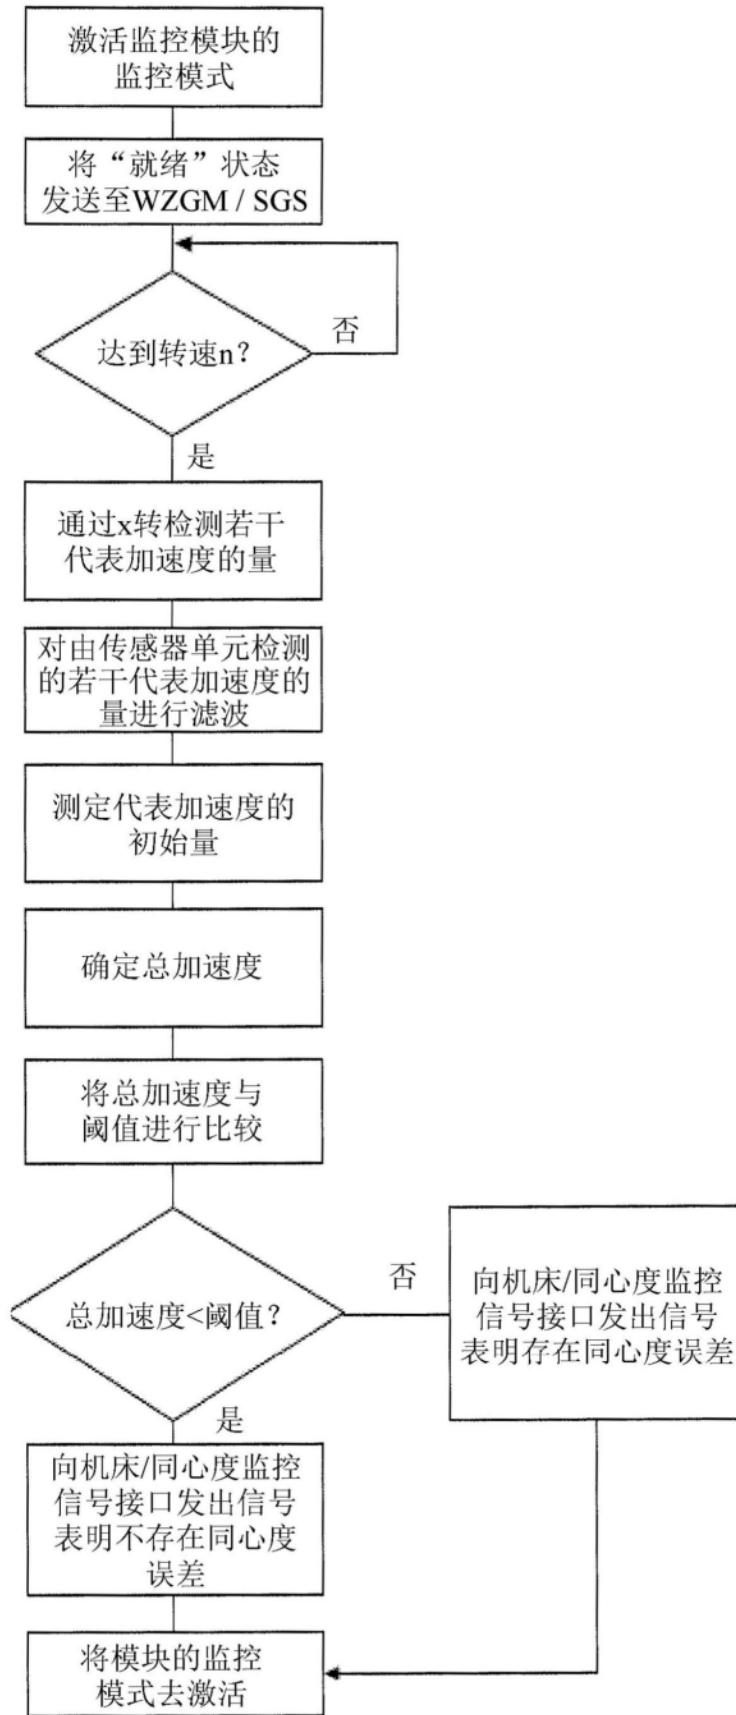 激活监控模块的
监控模式
将“就绪”状态
发送至WZGM / SGS
达到转速n？
否
是
通过x转检测若干
代表加速度的量
对由传感器单元检测
的若干代表加速度的
量进行滤波
测定代表加速度的
初始量
确定总加速度
将总加速度与
阈值进行比较
总加速度<阈值？
否
向机床/同心度监控
信号接口发出信号
表明存在同心度误差
是
向机床/同心度监控
信号接口发出信号
表明不存在同心度
误差
将模块的监控
模式去激活